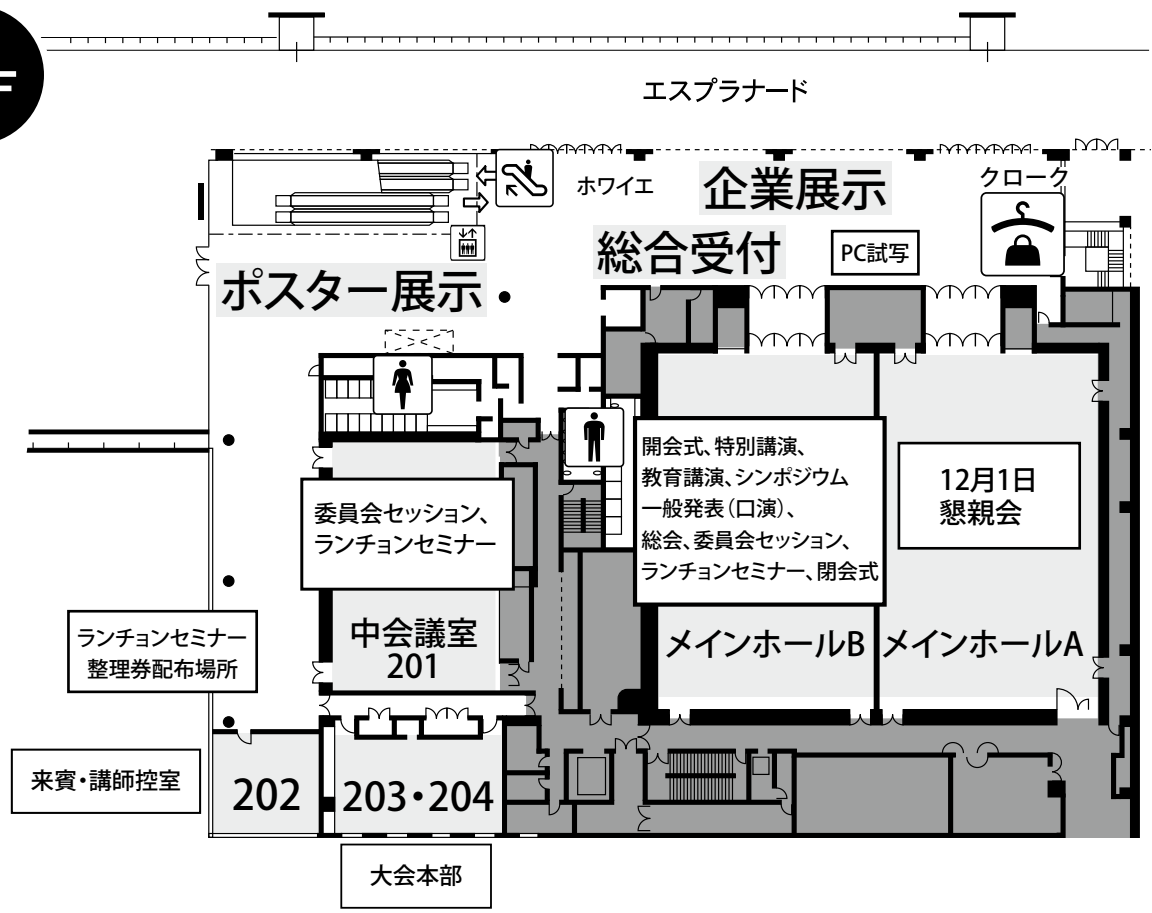 F
エスプラナード
ホワイエ
企業展示
クローク
総合受付
PC試写
ポスター展示
開会式、特別講演、
教育講演、シンポジウム
一般発表（口演）、
総会、委員会セッション、
ランチョンセミナー、閉会式
12月1日
懇親会
委員会セッション、
ランチョンセミナー
中会議室
201
メインホールB
メインホールA
ランチョンセミナー
整理券配布場所
来賓・講師控室
202
203・204
大会本部